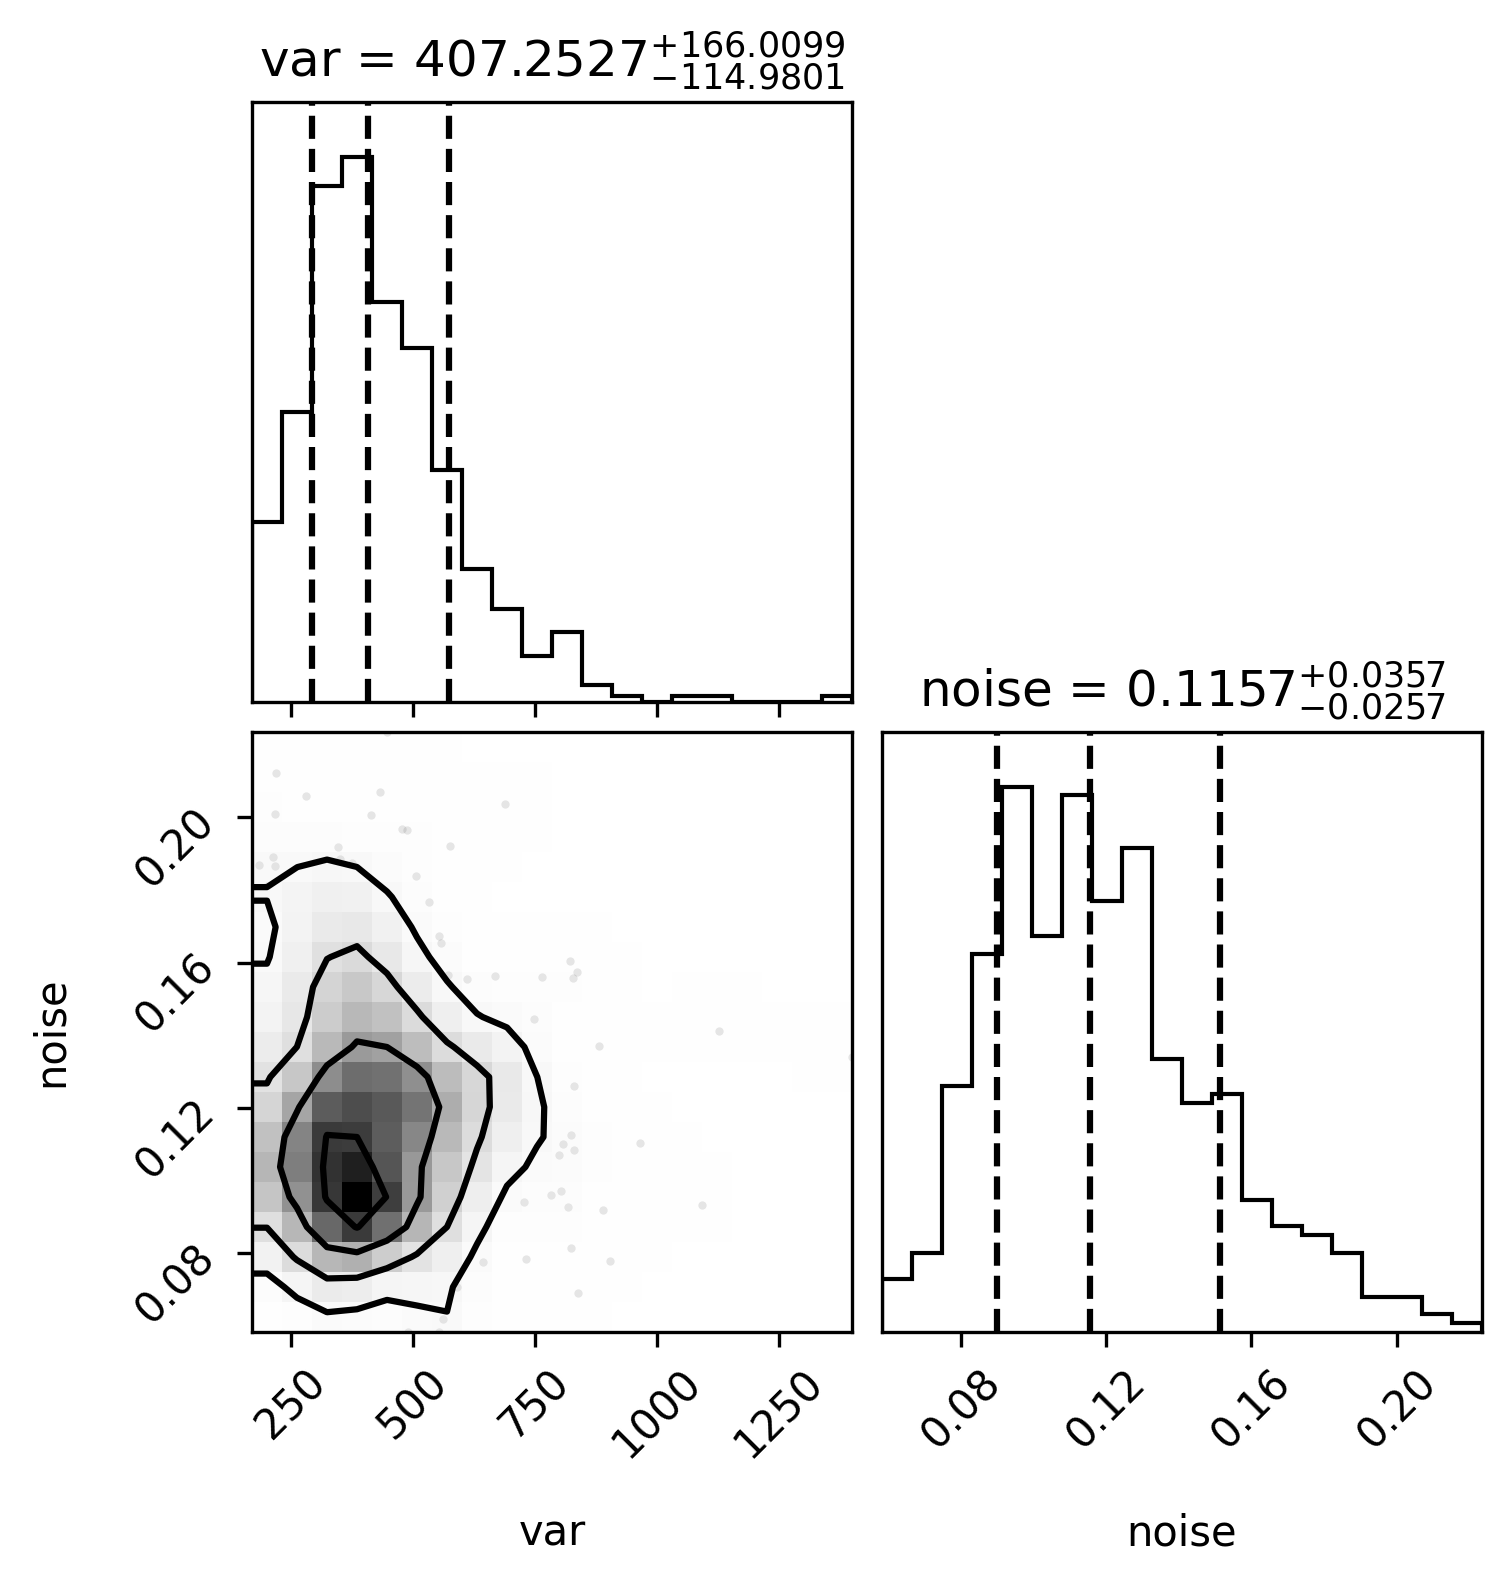 var = 407.2527 +166.0099 −114.9801
noise = 0.1157 +0.0357 −0.0257
noise
0.20
0.16
0.12
0.08
250 500 750 1000 1250
0.08 0.12 0.16 0.20
var
noise